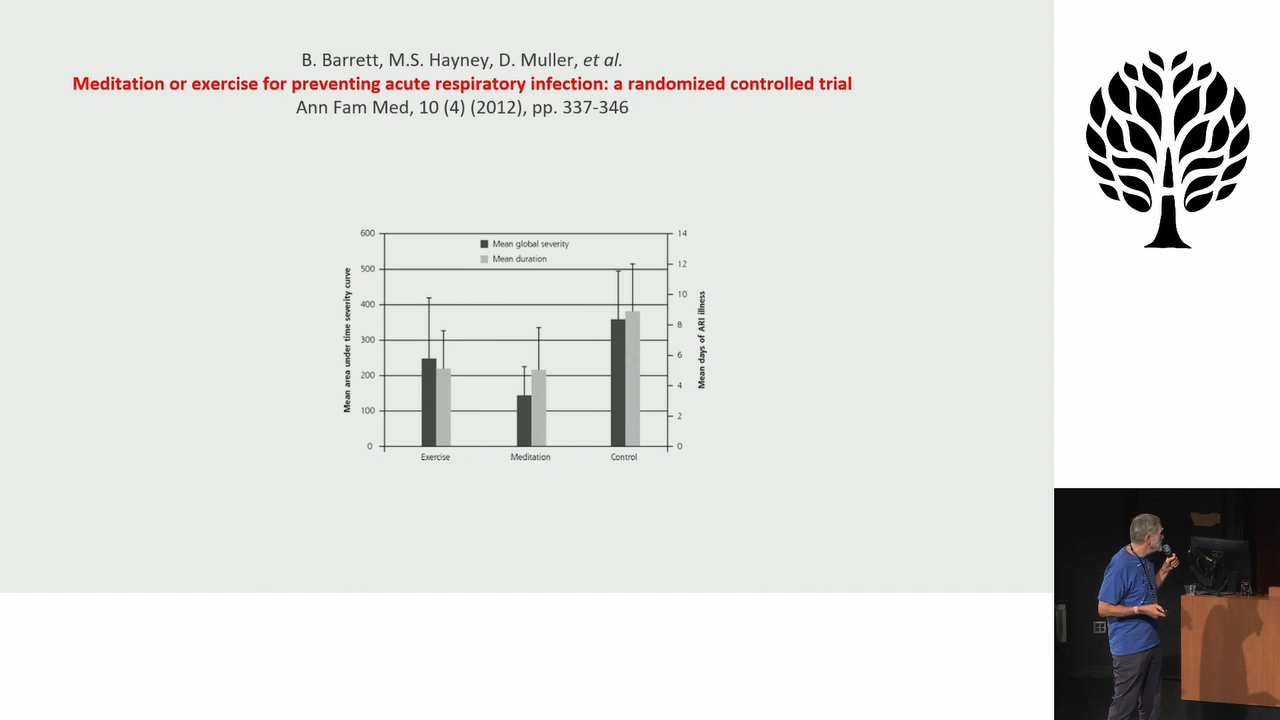 B. Barrett, M.S. Hayney, D. Muller, et al.
Meditation or exercise for preventing acute respiratory infection: a randomized controlled trial
Ann Fam Med, 10 (4) (2012), pp. 337-346
Mean global severity
Mean duration
Mean area under time severity curve
600
500
400
300
200
100
0
14
12
10
8
6
4
2
0
Mean days of ARI illness
Exercise
Meditation
Control